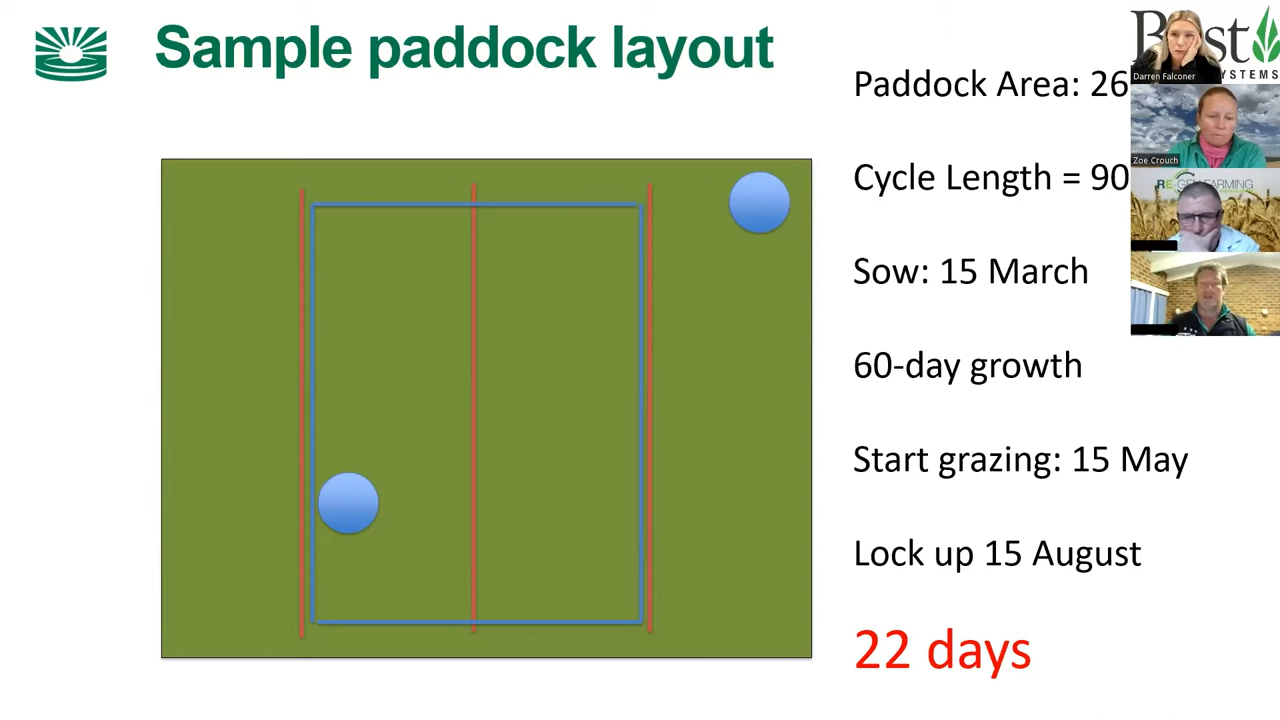 Sample paddock layout
Paddock Area: 26
Cycle Length = 90
Sow: 15 March
60-day growth
Start grazing: 15 May
Lock up 15 August
22 days
Darren Falconer
Zoe Crouch
FARMING